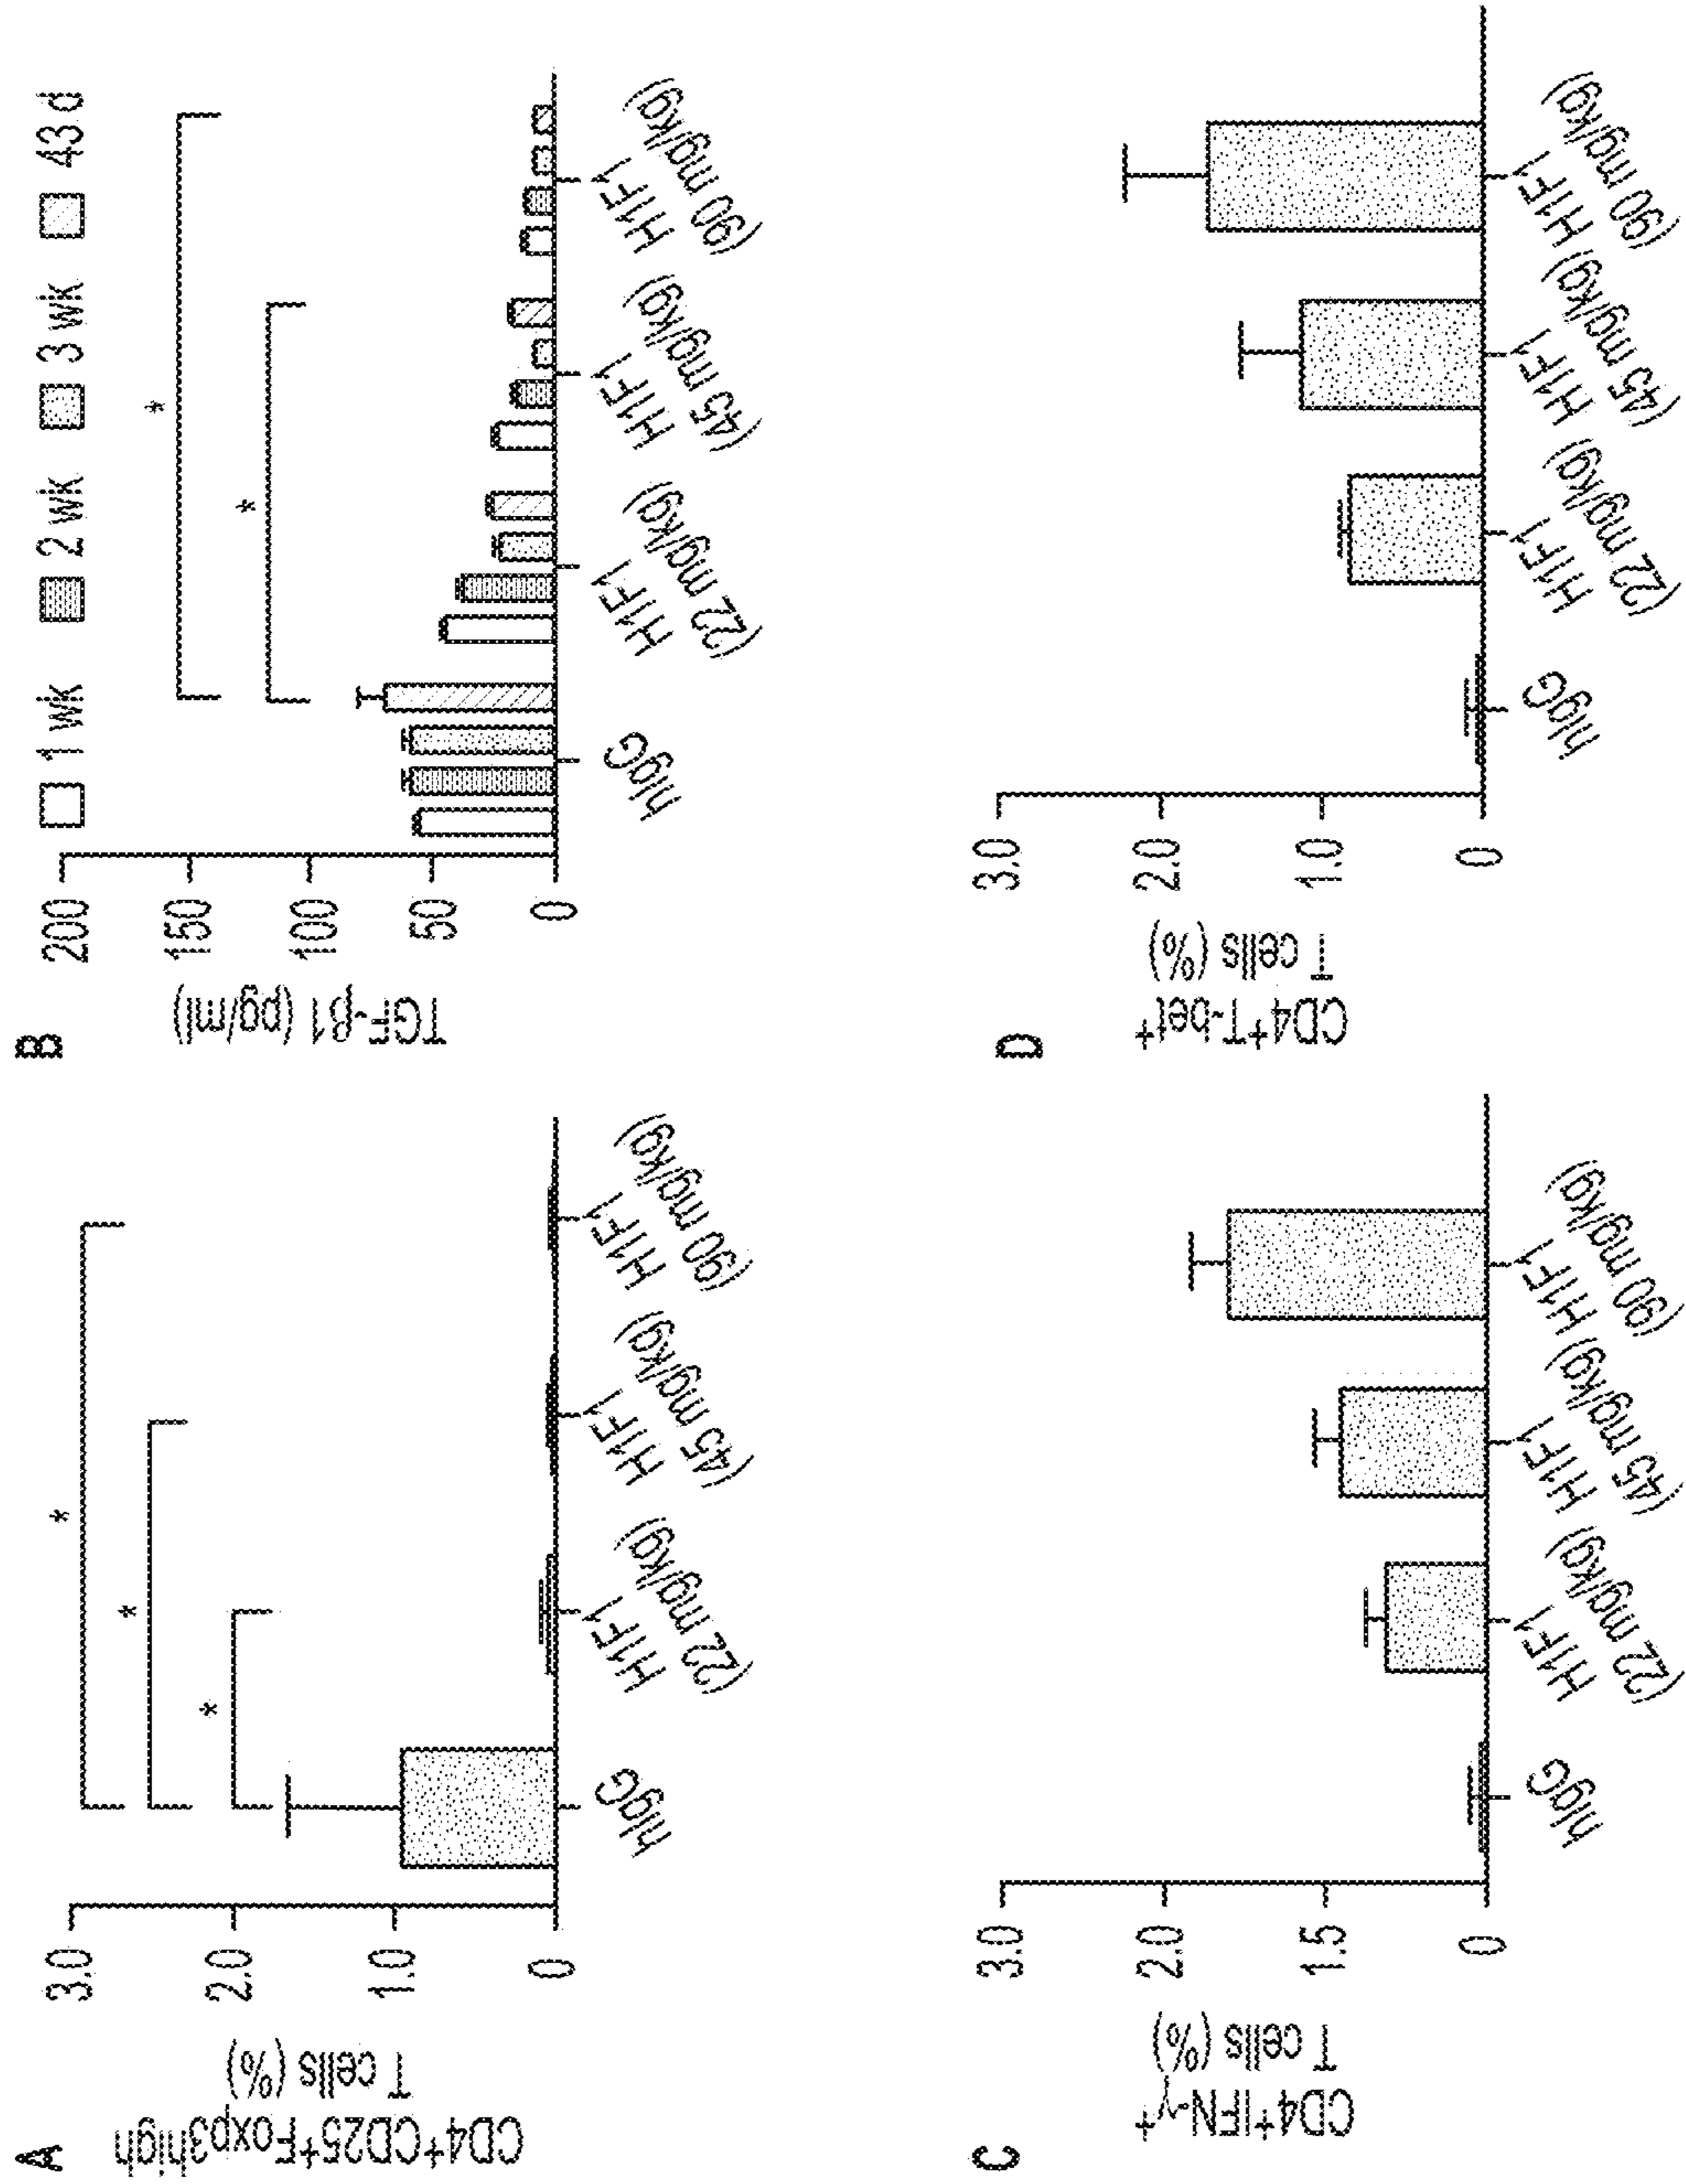 A
CD4+CD25+Foxp3high
T cells (%)
3.0
2.0
1.0
0
*
*
*
hIgG
H1F1
(22 mg/kg)
H1F1
(45 mg/kg)
H1F1
(90 mg/kg)
B
1 wk 2 wk 3 wk 43 d
TGF-β1 (pg/ml)
200
150
100
50
0
*
*
hIgG
H1F1
(22 mg/kg)
H1F1
(45 mg/kg)
H1F1
(90 mg/kg)
C
CD4+IFN-γ+
T cells (%)
3.0
2.0
1.5
0
hIgG
H1F1
(22 mg/kg)
H1F1
(45 mg/kg)
H1F1
(90 mg/kg)
D
CD4+T-bet+
T cells (%)
3.0
2.0
1.0
0
hIgG
H1F1
(22 mg/kg)
H1F1
(45 mg/kg)
H1F1
(90 mg/kg)